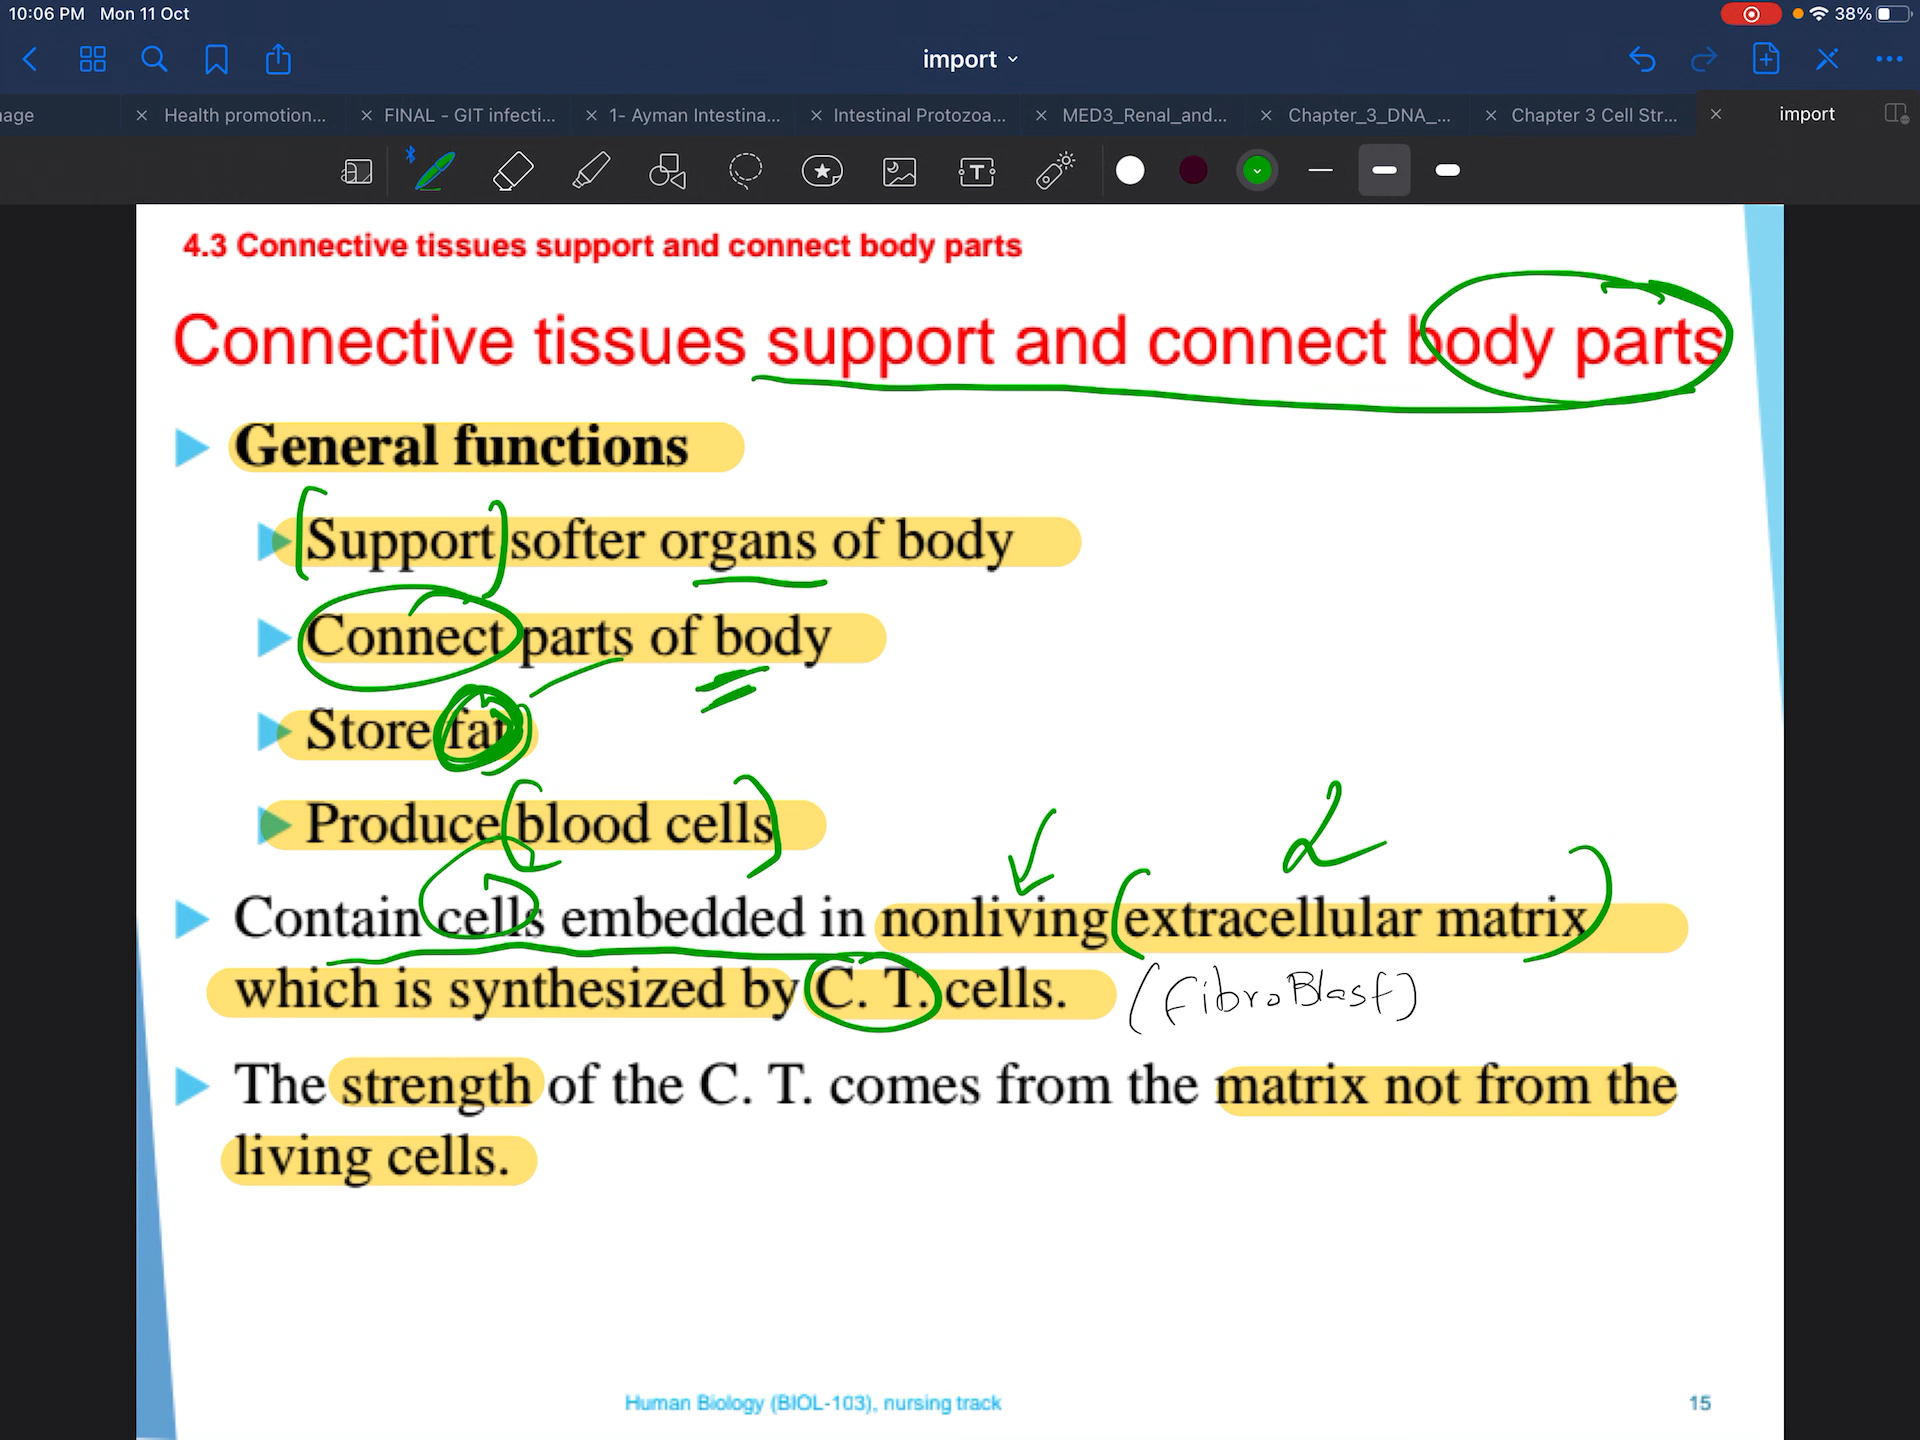 10:06 PM Mon 11 Oct
38%
import
age
Health promotion...
FINAL - GIT infecti...
1- Ayman Intestina...
Intestinal Protozoa...
MED3_Renal_and...
Chapter_3_DNA_...
Chapter 3 Cell Str...
import
4.3 Connective tissues support and connect body parts
Connective tissues support and connect body parts
General functions
Support softer organs of body
Connect parts of body
Store fat
Produce blood cells
Contain cells embedded in nonliving extracellular matrix
which is synthesized by C. T. cells. (FibroBlast)
The strength of the C. T. comes from the matrix not from the
living cells.
Human Biology (BIOL-103), nursing track
15